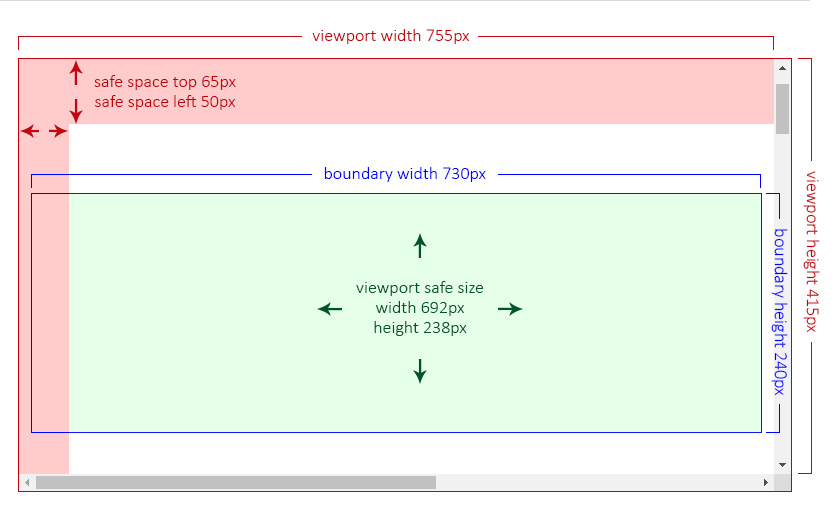 viewport width 755px
safe space top 65px
safe space left 50px
boundary width 730px
viewport safe size
width 692px
height 238px
boundary height 240px
viewport height 415px